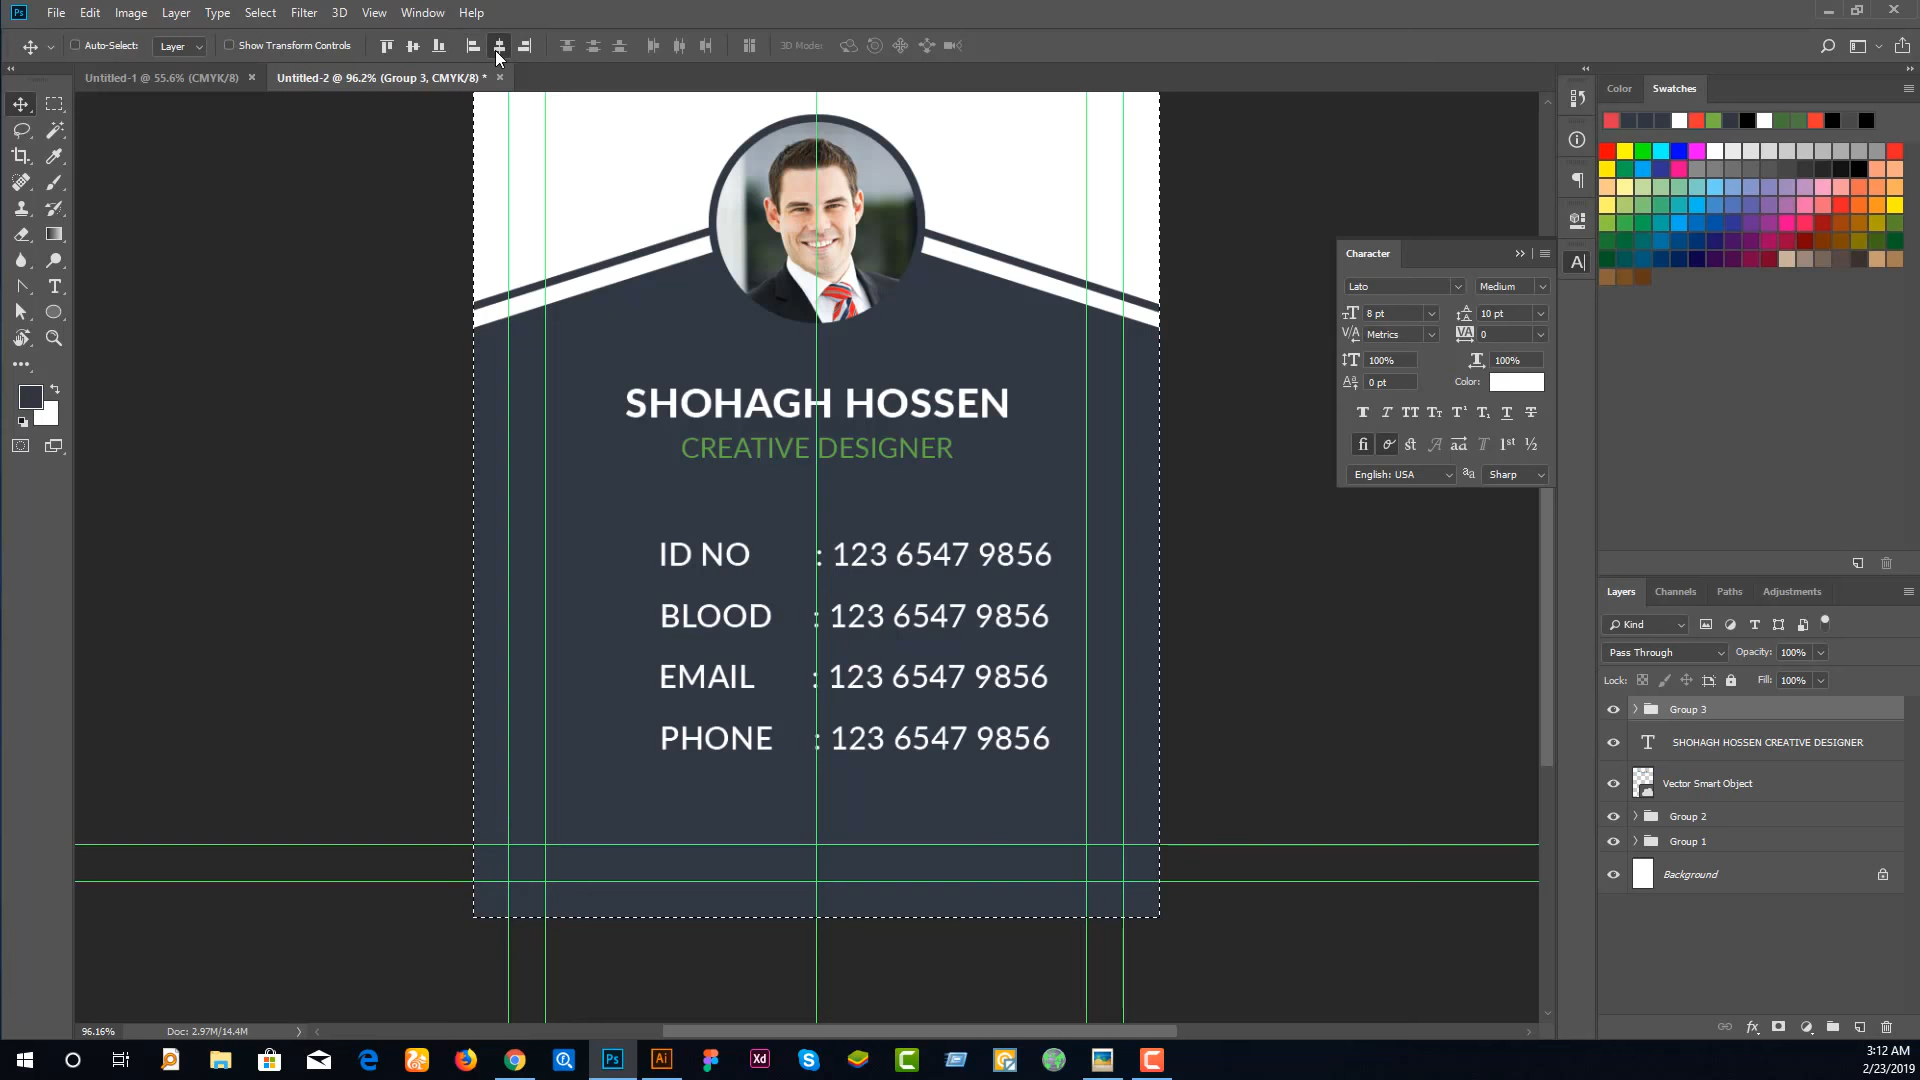 Ps File Edit Image Layer Type Select Filter 3D View Window Help
Auto-Select: Layer Show Transform Controls 3D Mode:
Untitled-1 @ 55.6% (CMYK/8) × Untitled-2 @ 96.2% (Group 3, CMYK/8) * ×
Color Swatches
Character
Lato Medium
8 pt 10 pt
Metrics 0
100% 100%
0 pt Color:
English: USA Sharp
SHOHAGH HOSSEN
CREATIVE DESIGNER
ID NO : 123 6547 9856
BLOOD : 123 6547 9856
EMAIL : 123 6547 9856
PHONE : 123 6547 9856
Layers Channels Paths Adjustments
Kind
Pass Through Opacity: 100%
Lock: Fill: 100%
Group 3
SHOHAGH HOSSEN CREATIVE DESIGNER
Vector Smart Object
Group 2
Group 1
Background
96.16% Doc: 2.97M/14.4M
Ps Ai Xd
3:12 AM
2/23/2019